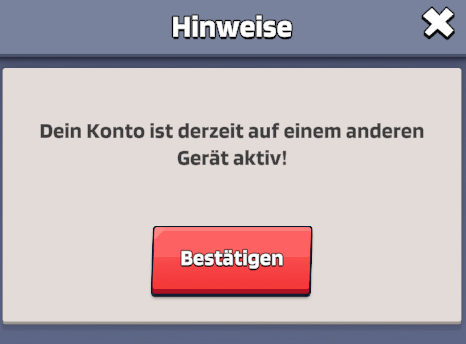 Hinweise
Dein Konto ist derzeit auf einem anderen
Gerät aktiv!
Bestätigen